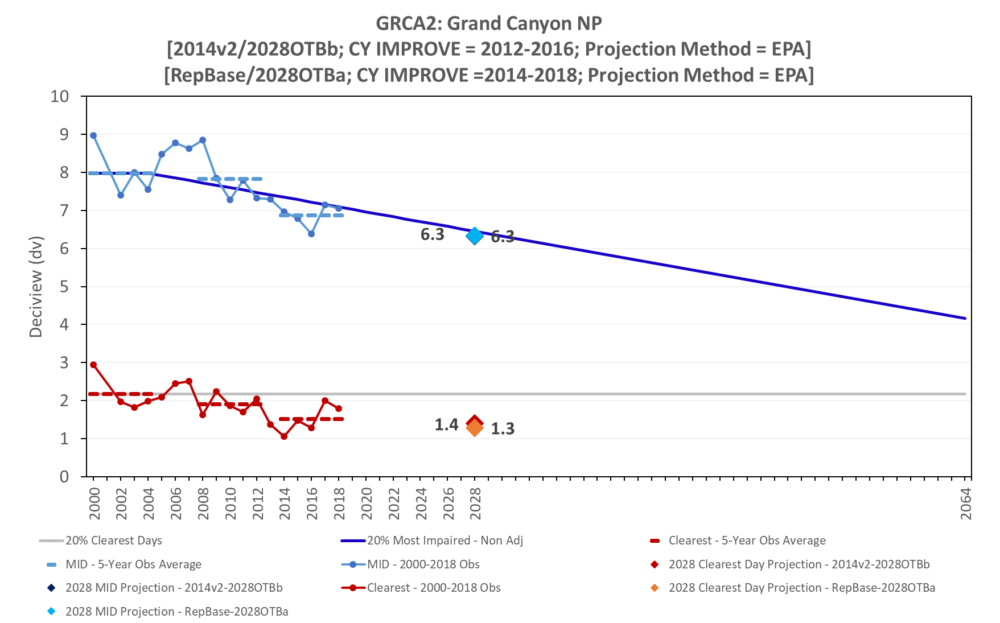 GRCA2: Grand Canyon NP
[2014v2/2028OTBb; CY IMPROVE = 2012-2016; Projection Method = EPA]
[RepBase/2028OTBa; CY IMPROVE =2014-2018; Projection Method = EPA]
10
9
8
7
6
5
4
3
2
1
0
Deciview (dv)
6.3
6.3
1.4
1.3
2000
2002
2004
2006
2008
2010
2012
2014
2016
2018
2020
2022
2024
2026
2028
2064
20% Clearest Days
20% Most Impaired - Non Adj
Clearest - 5-Year Obs Average
MID - 5-Year Obs Average
MID - 2000-2018 Obs
2028 Clearest Day Projection - 2014v2-2028OTBb
2028 MID Projection - 2014v2-2028OTBb
Clearest - 2000-2018 Obs
2028 Clearest Day Projection - RepBase-2028OTBa
2028 MID Projection - RepBase-2028OTBa